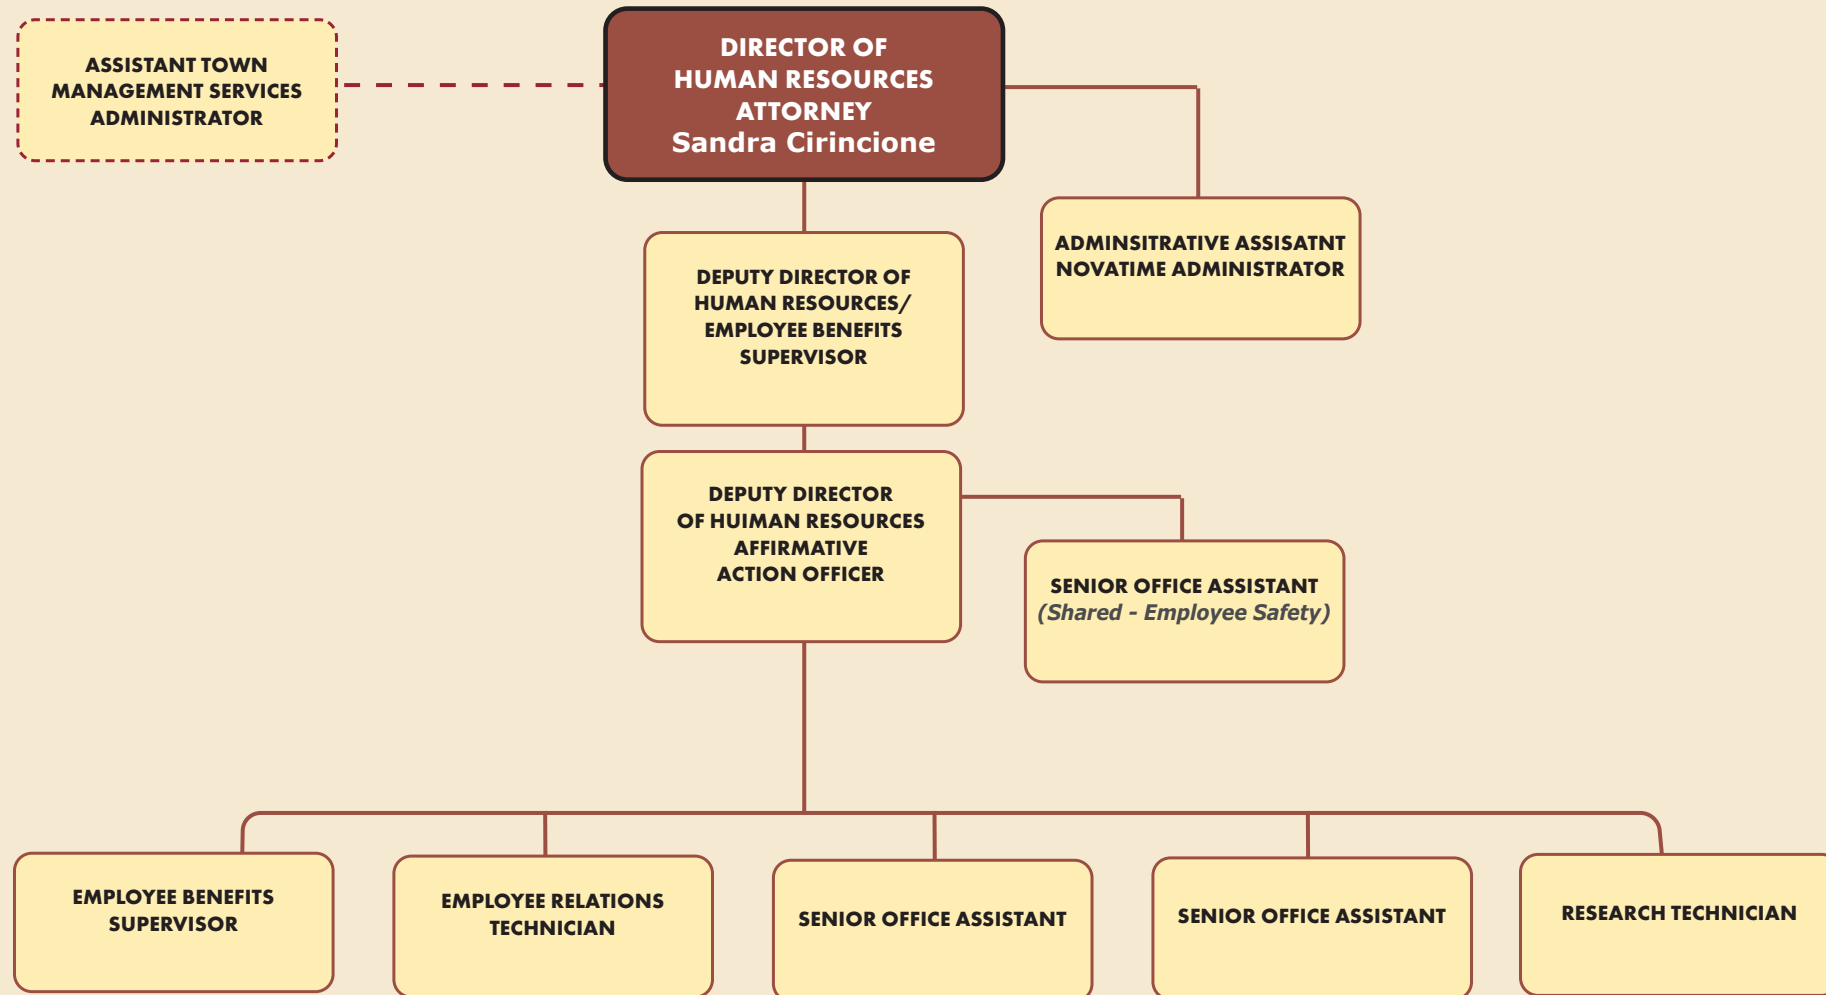 ASSISTANT TOWN
MANAGEMENT SERVICES
ADMINISTRATOR
DIRECTOR OF
HUMAN RESOURCES
ATTORNEY
Sandra Cirincione
ADMINSITRATIVE ASSISATNT
NOVATIME ADMINISTRATOR
DEPUTY DIRECTOR OF
HUMAN RESOURCES/
EMPLOYEE BENEFITS
SUPERVISOR
DEPUTY DIRECTOR
OF HUIMAN RESOURCES
AFFIRMATIVE
ACTION OFFICER
SENIOR OFFICE ASSISTANT
(Shared - Employee Safety)
EMPLOYEE BENEFITS
SUPERVISOR
EMPLOYEE RELATIONS
TECHNICIAN
SENIOR OFFICE ASSISTANT
SENIOR OFFICE ASSISTANT
RESEARCH TECHNICIAN